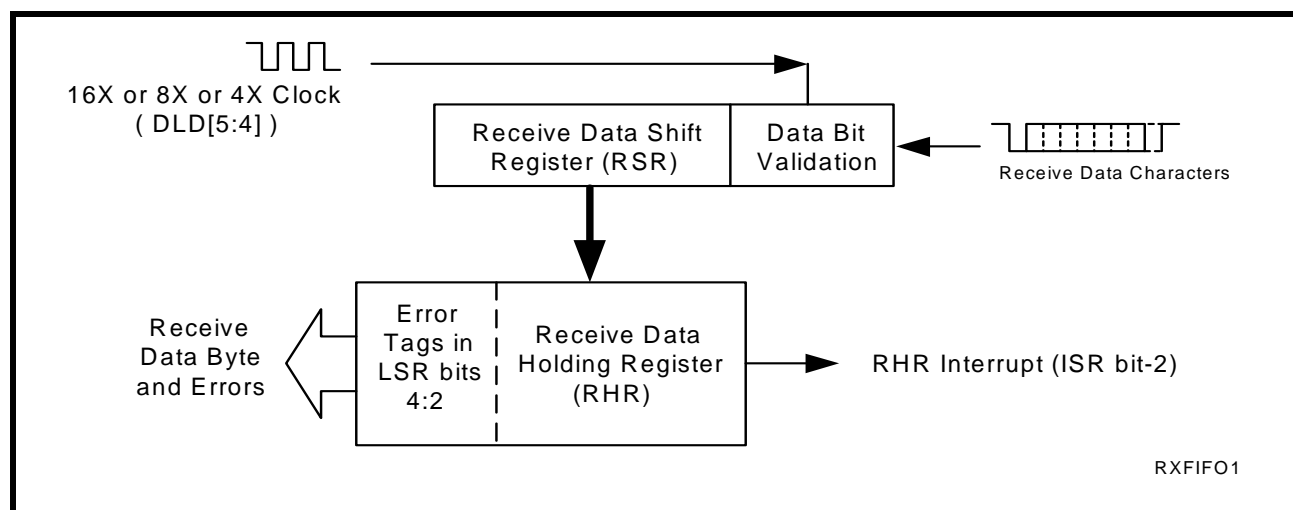 16X or 8X or 4X Clock
( DLD[5:4] )
Receive Data Shift
Register (RSR)
Data Bit
Validation
Receive Data Characters
Receive
Data Byte
and Errors
Error
Tags in
LSR bits
4:2
Receive Data
Holding Register
(RHR)
RHR Interrupt (ISR bit-2)
RXFIFO1